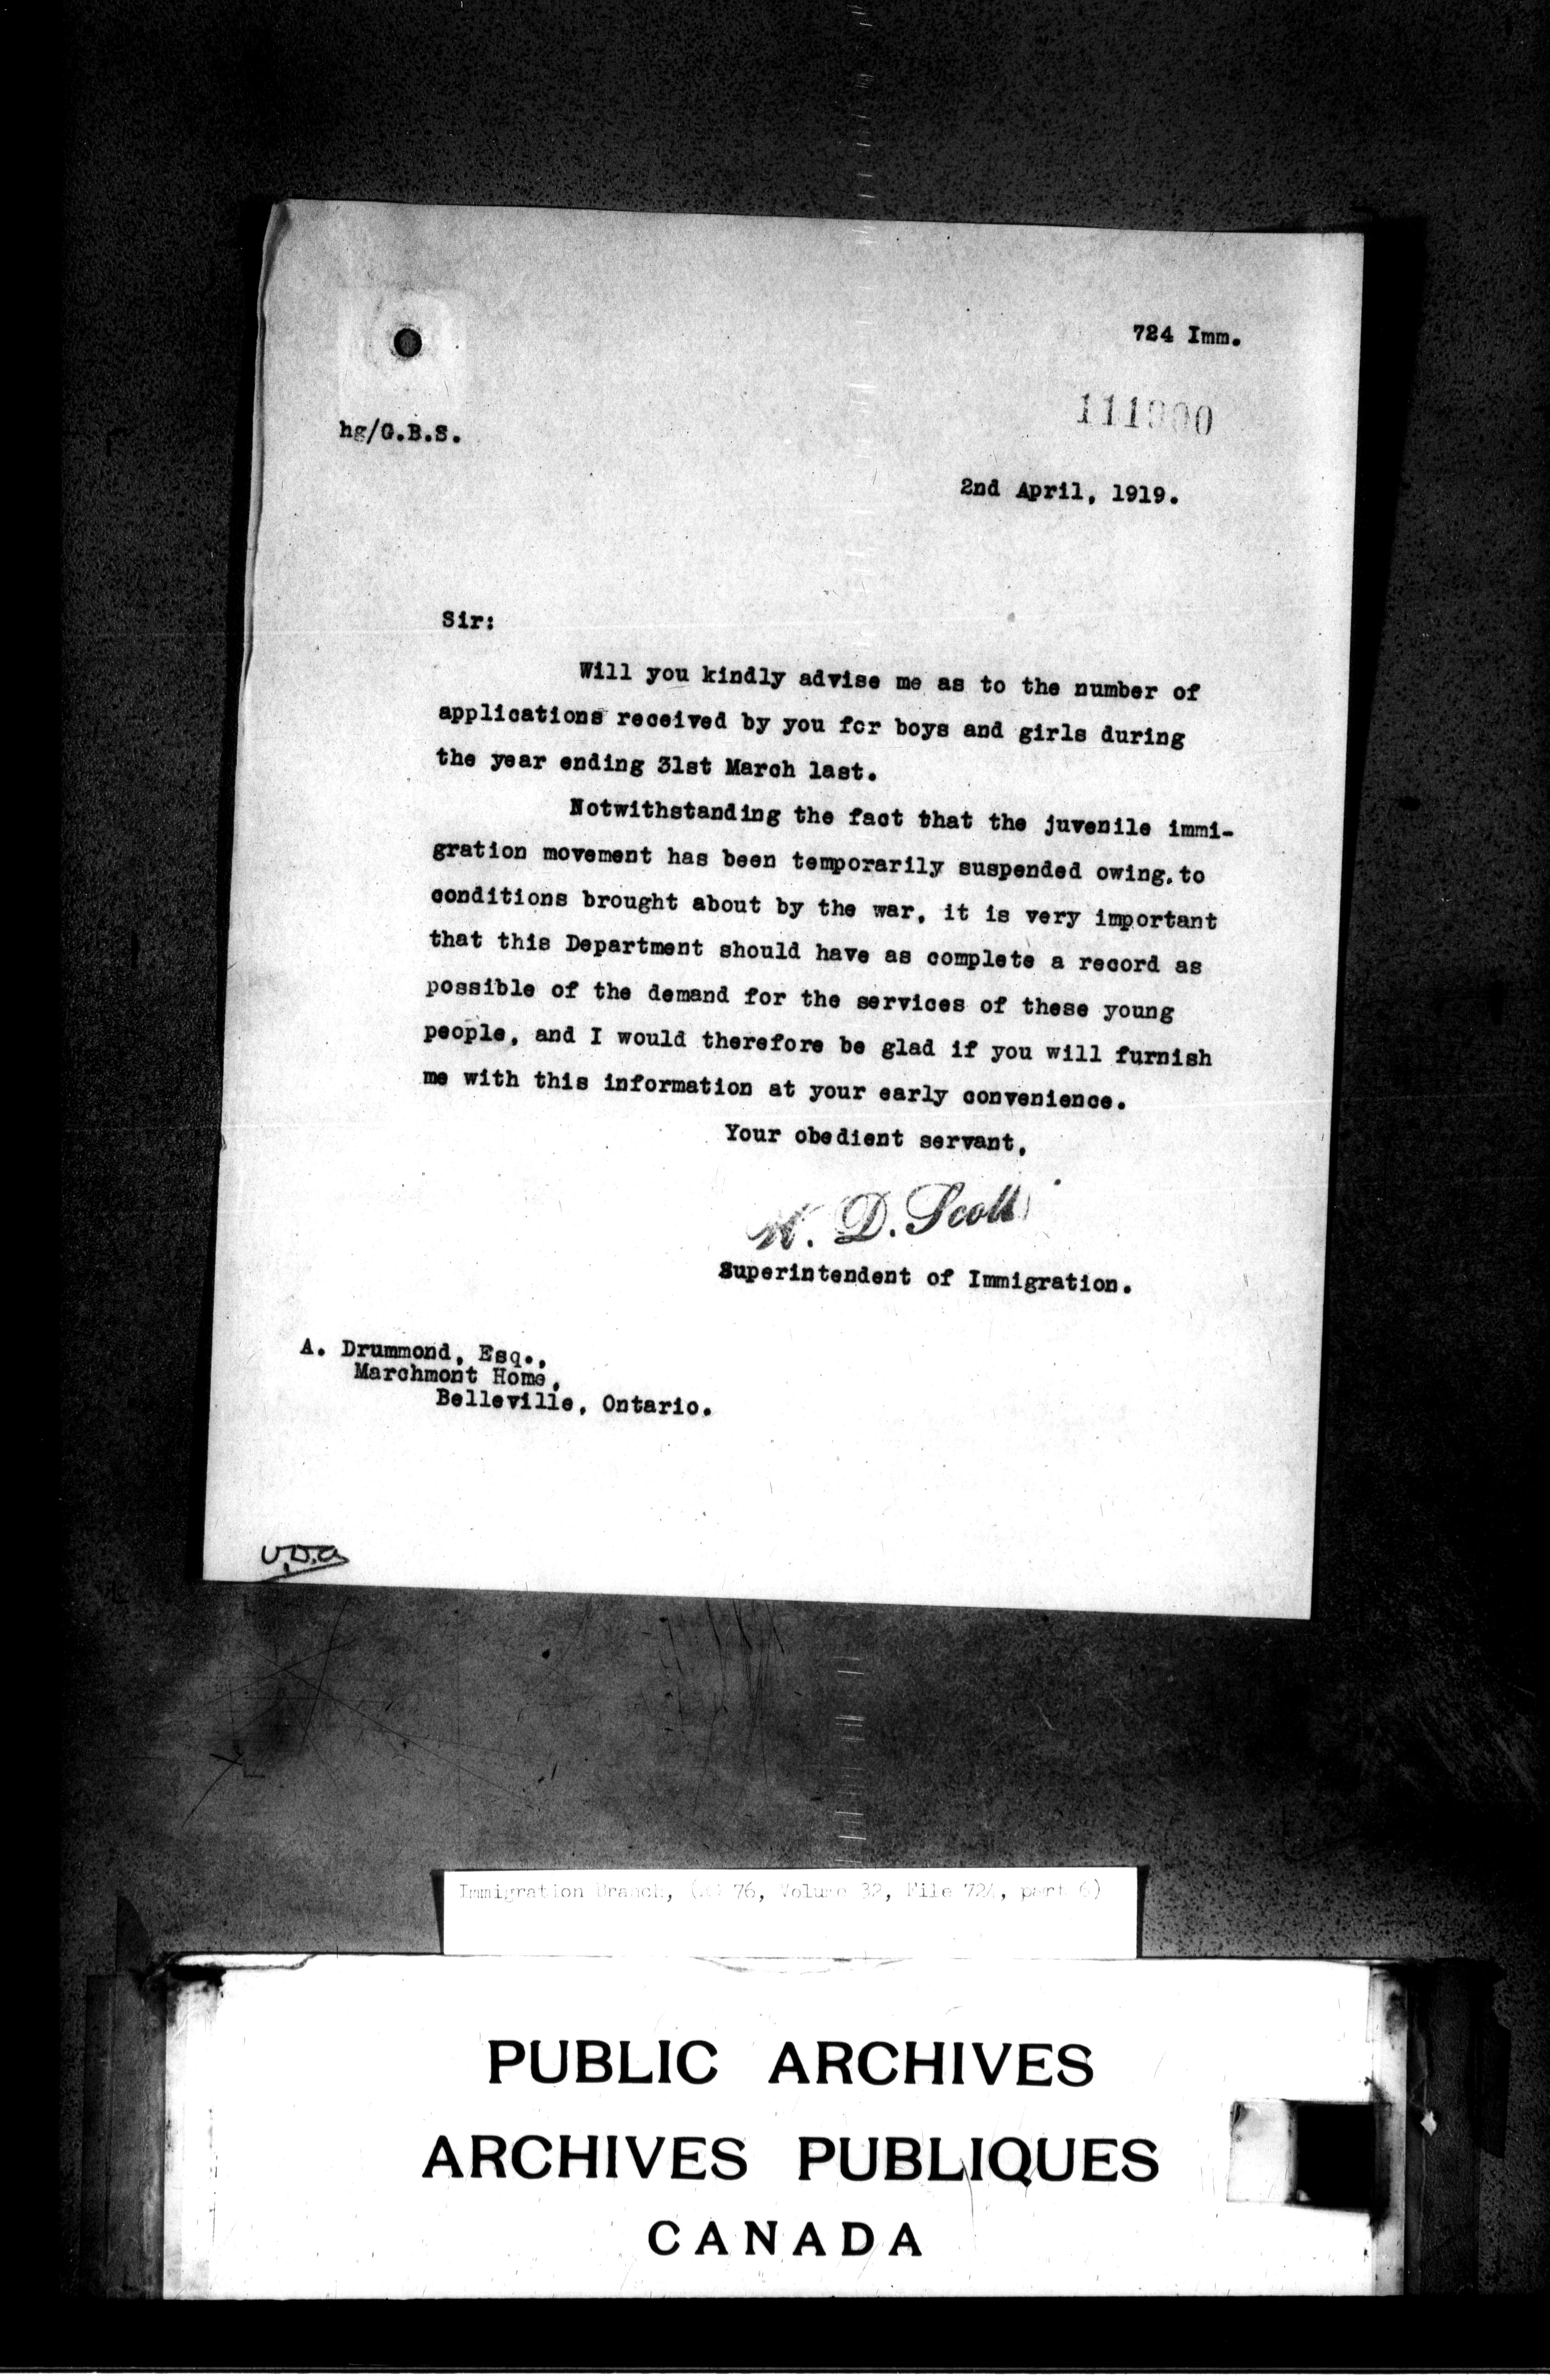 724 Imm.
hg/G.B.S.
2nd April, 1919.
Sir:
Will you kindly advise me as to the number of
applications received by you for boys and girls during
the year ending 31st March last.
Notwithstanding the fact that the juvenile immi-
gration movement has been temporarily suspended owing.to
conditions brought about by the war, it is very important
that this Department should have as complete a record as
possible of the demand for the services of these young
people, and I would therefore be glad if you will furnish
me with this information at your early convenience.
Your obedient servant,
D. Scott
Superintendent of Immigration.
A. Drummond, Esq.,
Marchmont Home,
Belleville, Ontario.
Immigration Branch, ( 76, Volume 32, File 724, part 6)
PUBLIC ARCHIVES
ARCHIVES PUBLIQUES
CANADA